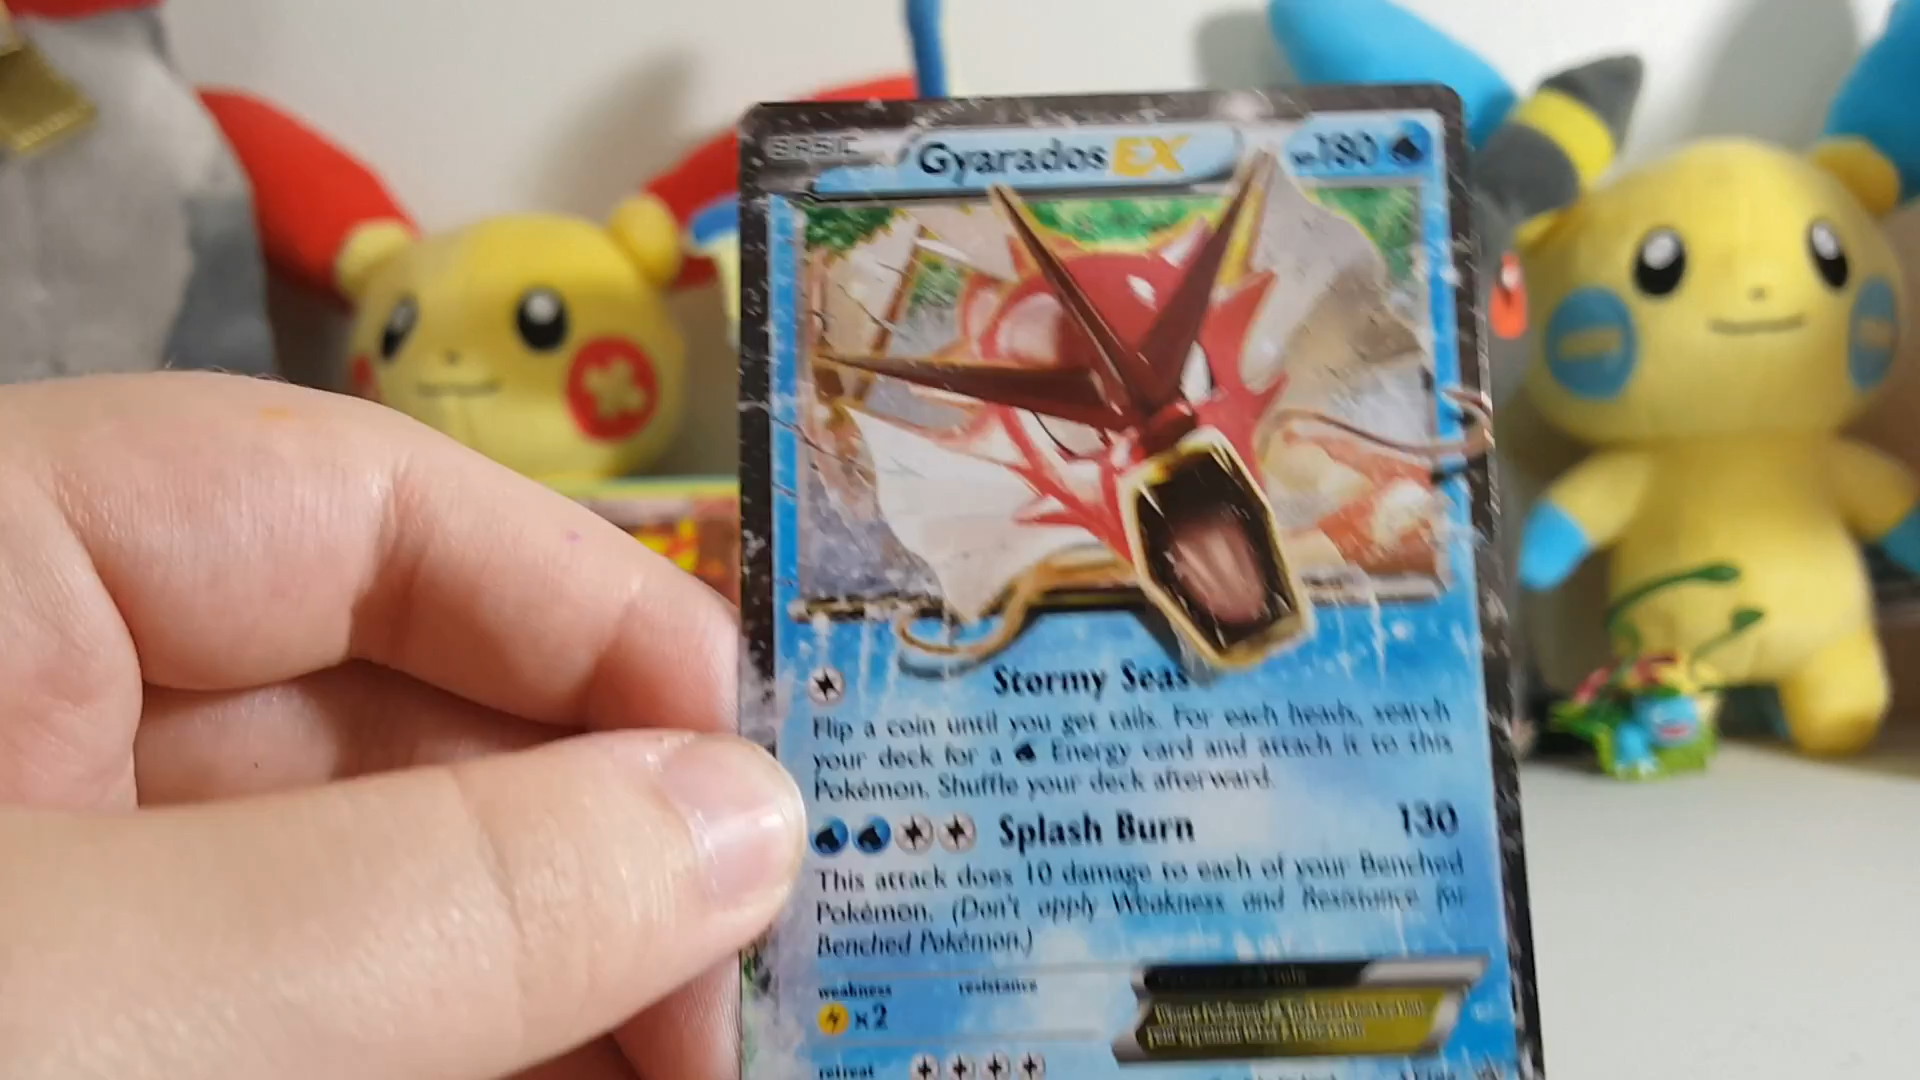 BASIC Gyarados EX HP180
Stormy Seas
Flip a coin until you get tails. For each heads, search
your deck for a Energy card and attach it to this
Pokémon. Shuffle your deck afterward.
Splash Burn 130
This attack does 10 damage to each of your Benched
Pokémon. (Don't apply Weakness and Resistance for
Benched Pokémon.)
weakness resistance
x2
retreat